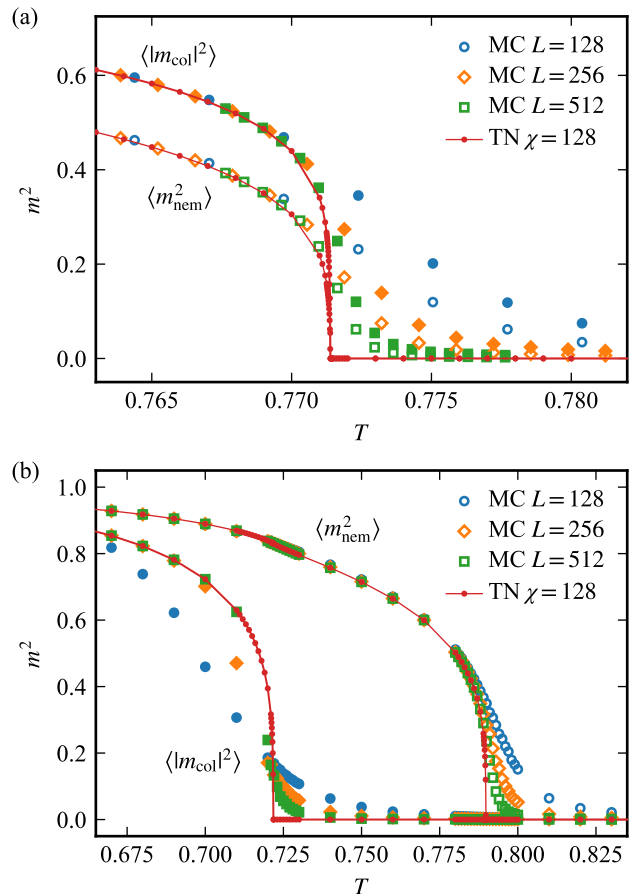 (a)
⟨|m_col|²⟩
⟨m²_nem⟩
MC L = 128
MC L = 256
MC L = 512
TN χ = 128
m²
0.6
0.4
0.2
0.0
0.765 0.770 0.775 0.780
T
(b)
⟨m²_nem⟩
⟨|m_col|²⟩
MC L = 128
MC L = 256
MC L = 512
TN χ = 128
m²
1.0
0.8
0.6
0.4
0.2
0.0
0.675 0.700 0.725 0.750 0.775 0.800 0.825
T